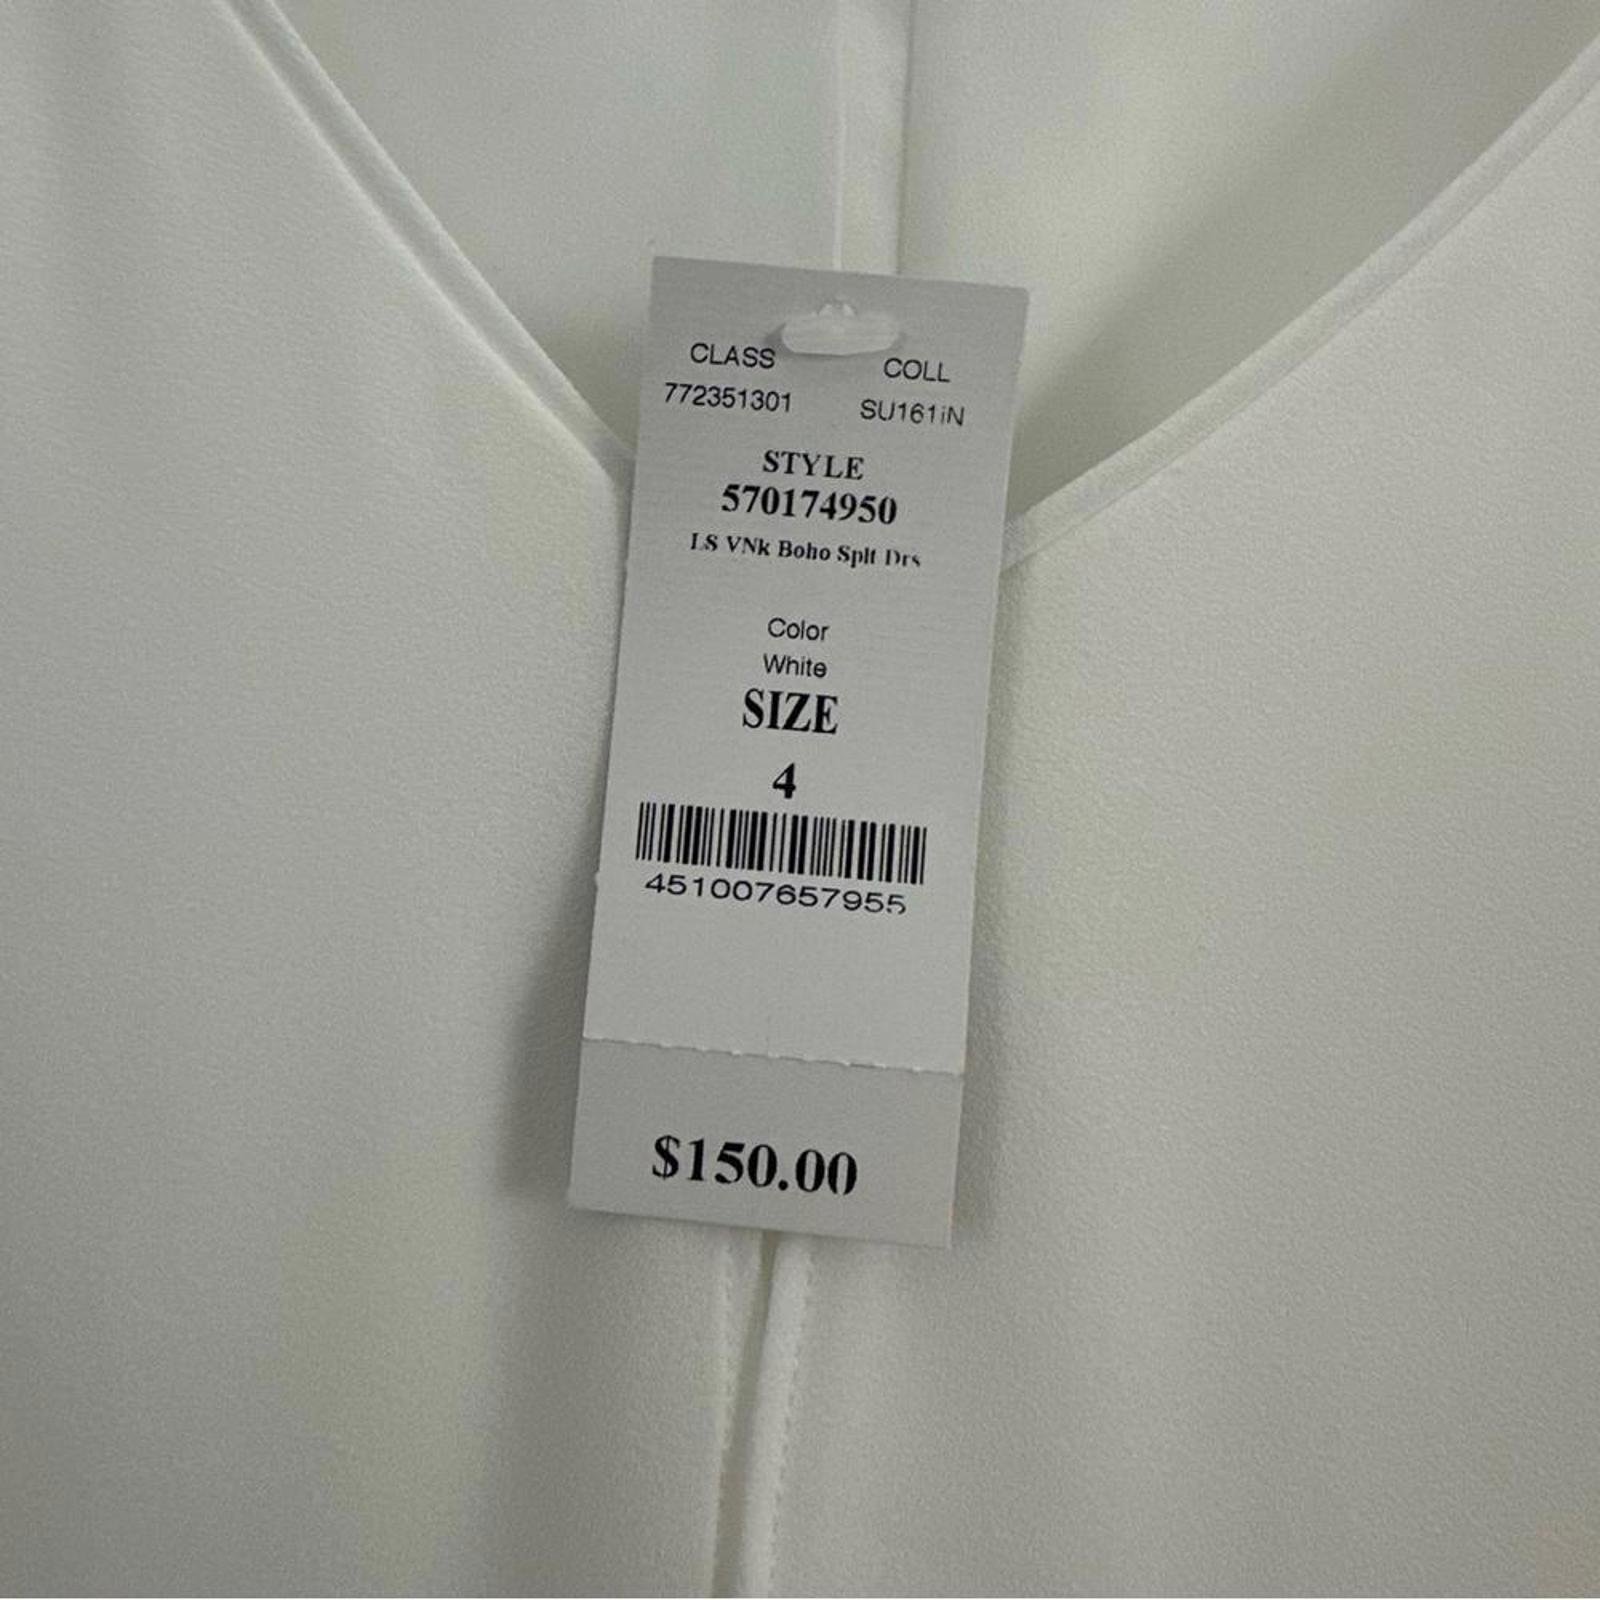 CLASS COLL
772351301 SU161iN
STYLE
570174950
LS VNk Boho Splt Drs
Color
White
SIZE
4
451007657955
$150.00